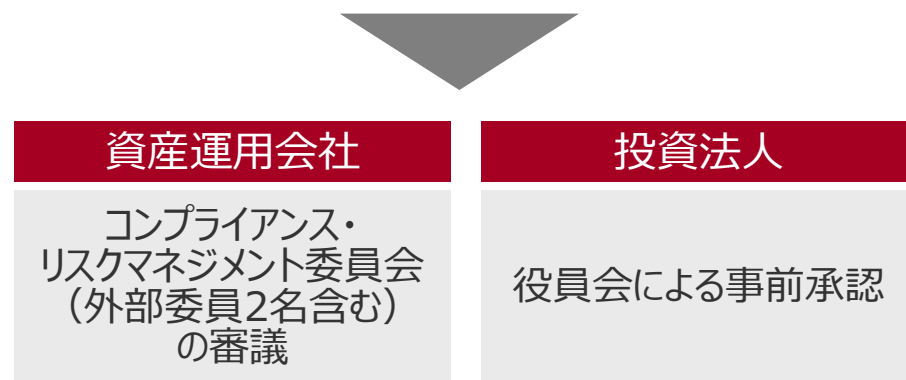 資産運用会社
コンプライアンス・
リスクマネジメント委員会
（外部委員2名含む）
の審議
投資法人
役員会による事前承認